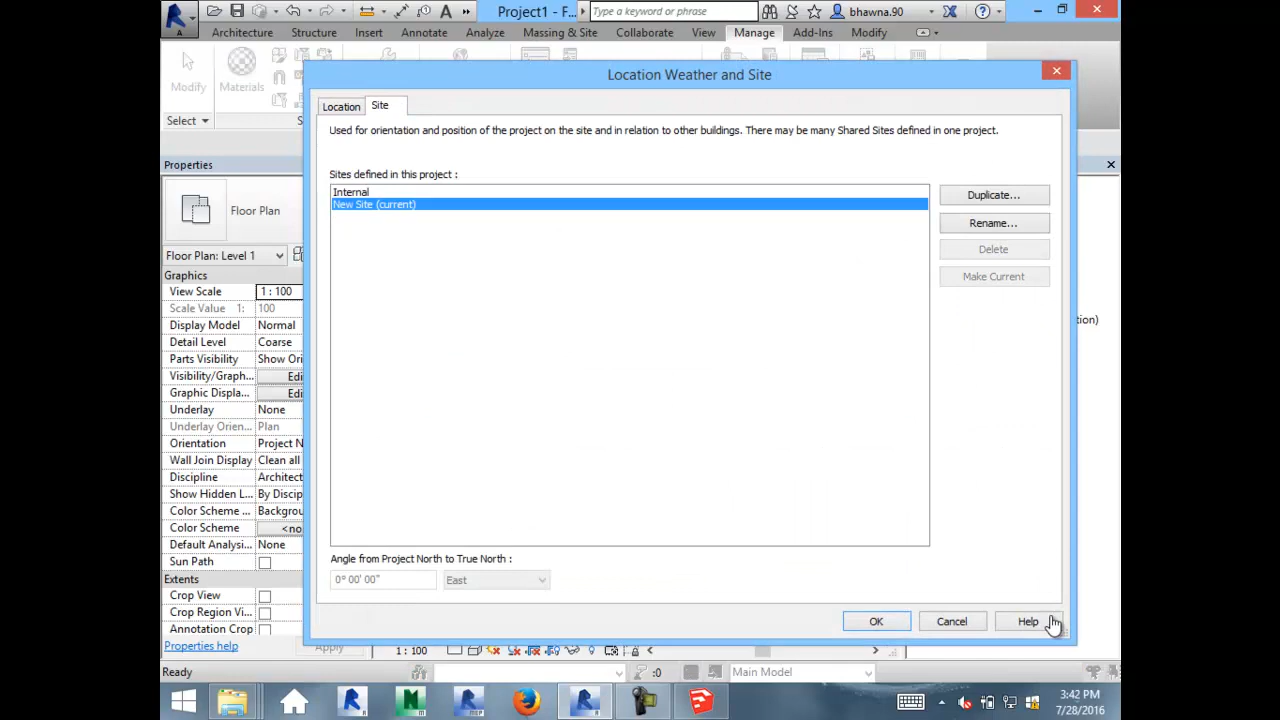 Project1 - F...
Type a keyword or phrase
bhawna.90
Architecture Structure Insert Annotate Analyze Massing & Site Collaborate View Manage Add-Ins Modify
Modify
Materials
Select
S
Location Weather and Site
Location Site
Used for orientation and position of the project on the site and in relation to other buildings. There may be many Shared Sites defined in one project.
Sites defined in this project :
Internal
New Site (current)
Duplicate...
Rename...
Delete
Make Current
Angle from Project North to True North :
0° 00' 00"
East
OK Cancel Help
Properties
Floor Plan
Floor Plan: Level 1
Graphics
View Scale 1 : 100
Scale Value 1: 100
Display Model Normal
Detail Level Coarse
Parts Visibility Show Ori
Visibility/Graph... Edi
Graphic Displa... Edi
Underlay None
Underlay Orien... Plan
Orientation Project N
Wall Join Display Clean all
Discipline Architect
Show Hidden L... By Discip
Color Scheme ... Backgrou
Color Scheme <no
Default Analysi... None
Sun Path
Extents
Crop View
Crop Region Vi...
Annotation Crop
Properties help
Apply
tion)
1 : 100
Ready
:0
Main Model
3:42 PM
7/28/2016